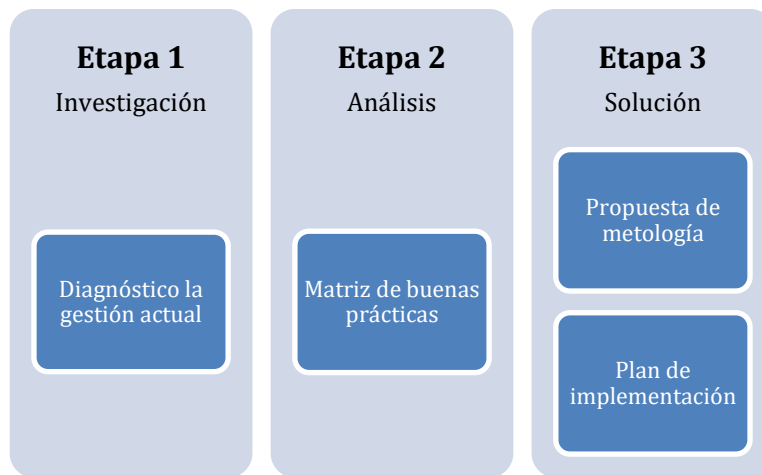 Etapa 1
Investigación
Diagnóstico la
gestión actual
Etapa 2
Análisis
Matriz de buenas
prácticas
Etapa 3
Solución
Propuesta de
metología
Plan de
implementación